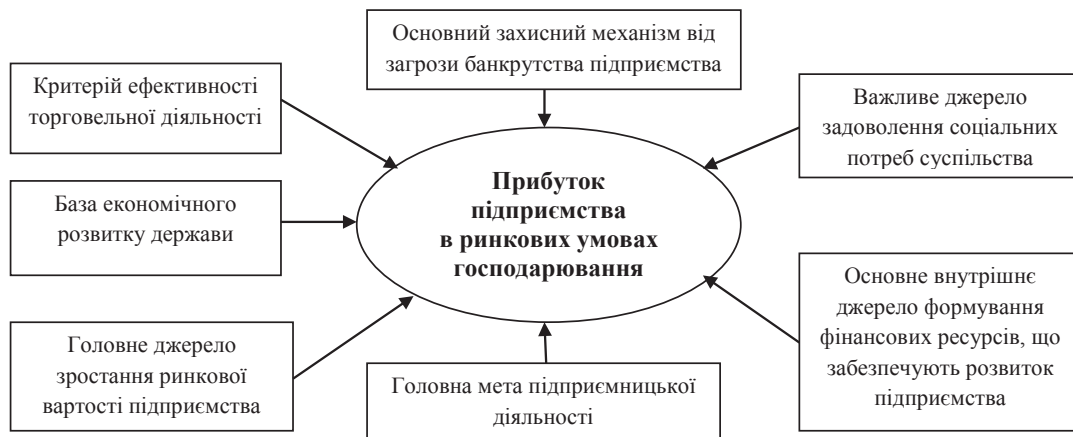 Основний захисний механізм від
загрози банкрутства підприємства
Критерій ефективності
торговельної діяльності
Важливе джерело
задоволення соціальних
потреб суспільства
Прибуток
підприємства
в ринкових умовах
господарювання
База економічного
розвитку держави
Основне внутрішнє
джерело формування
фінансових ресурсів, що
забезпечують розвиток
підприємства
Головне джерело
зростання ринкової
вартості підприємства
Головна мета підприємницької
діяльності